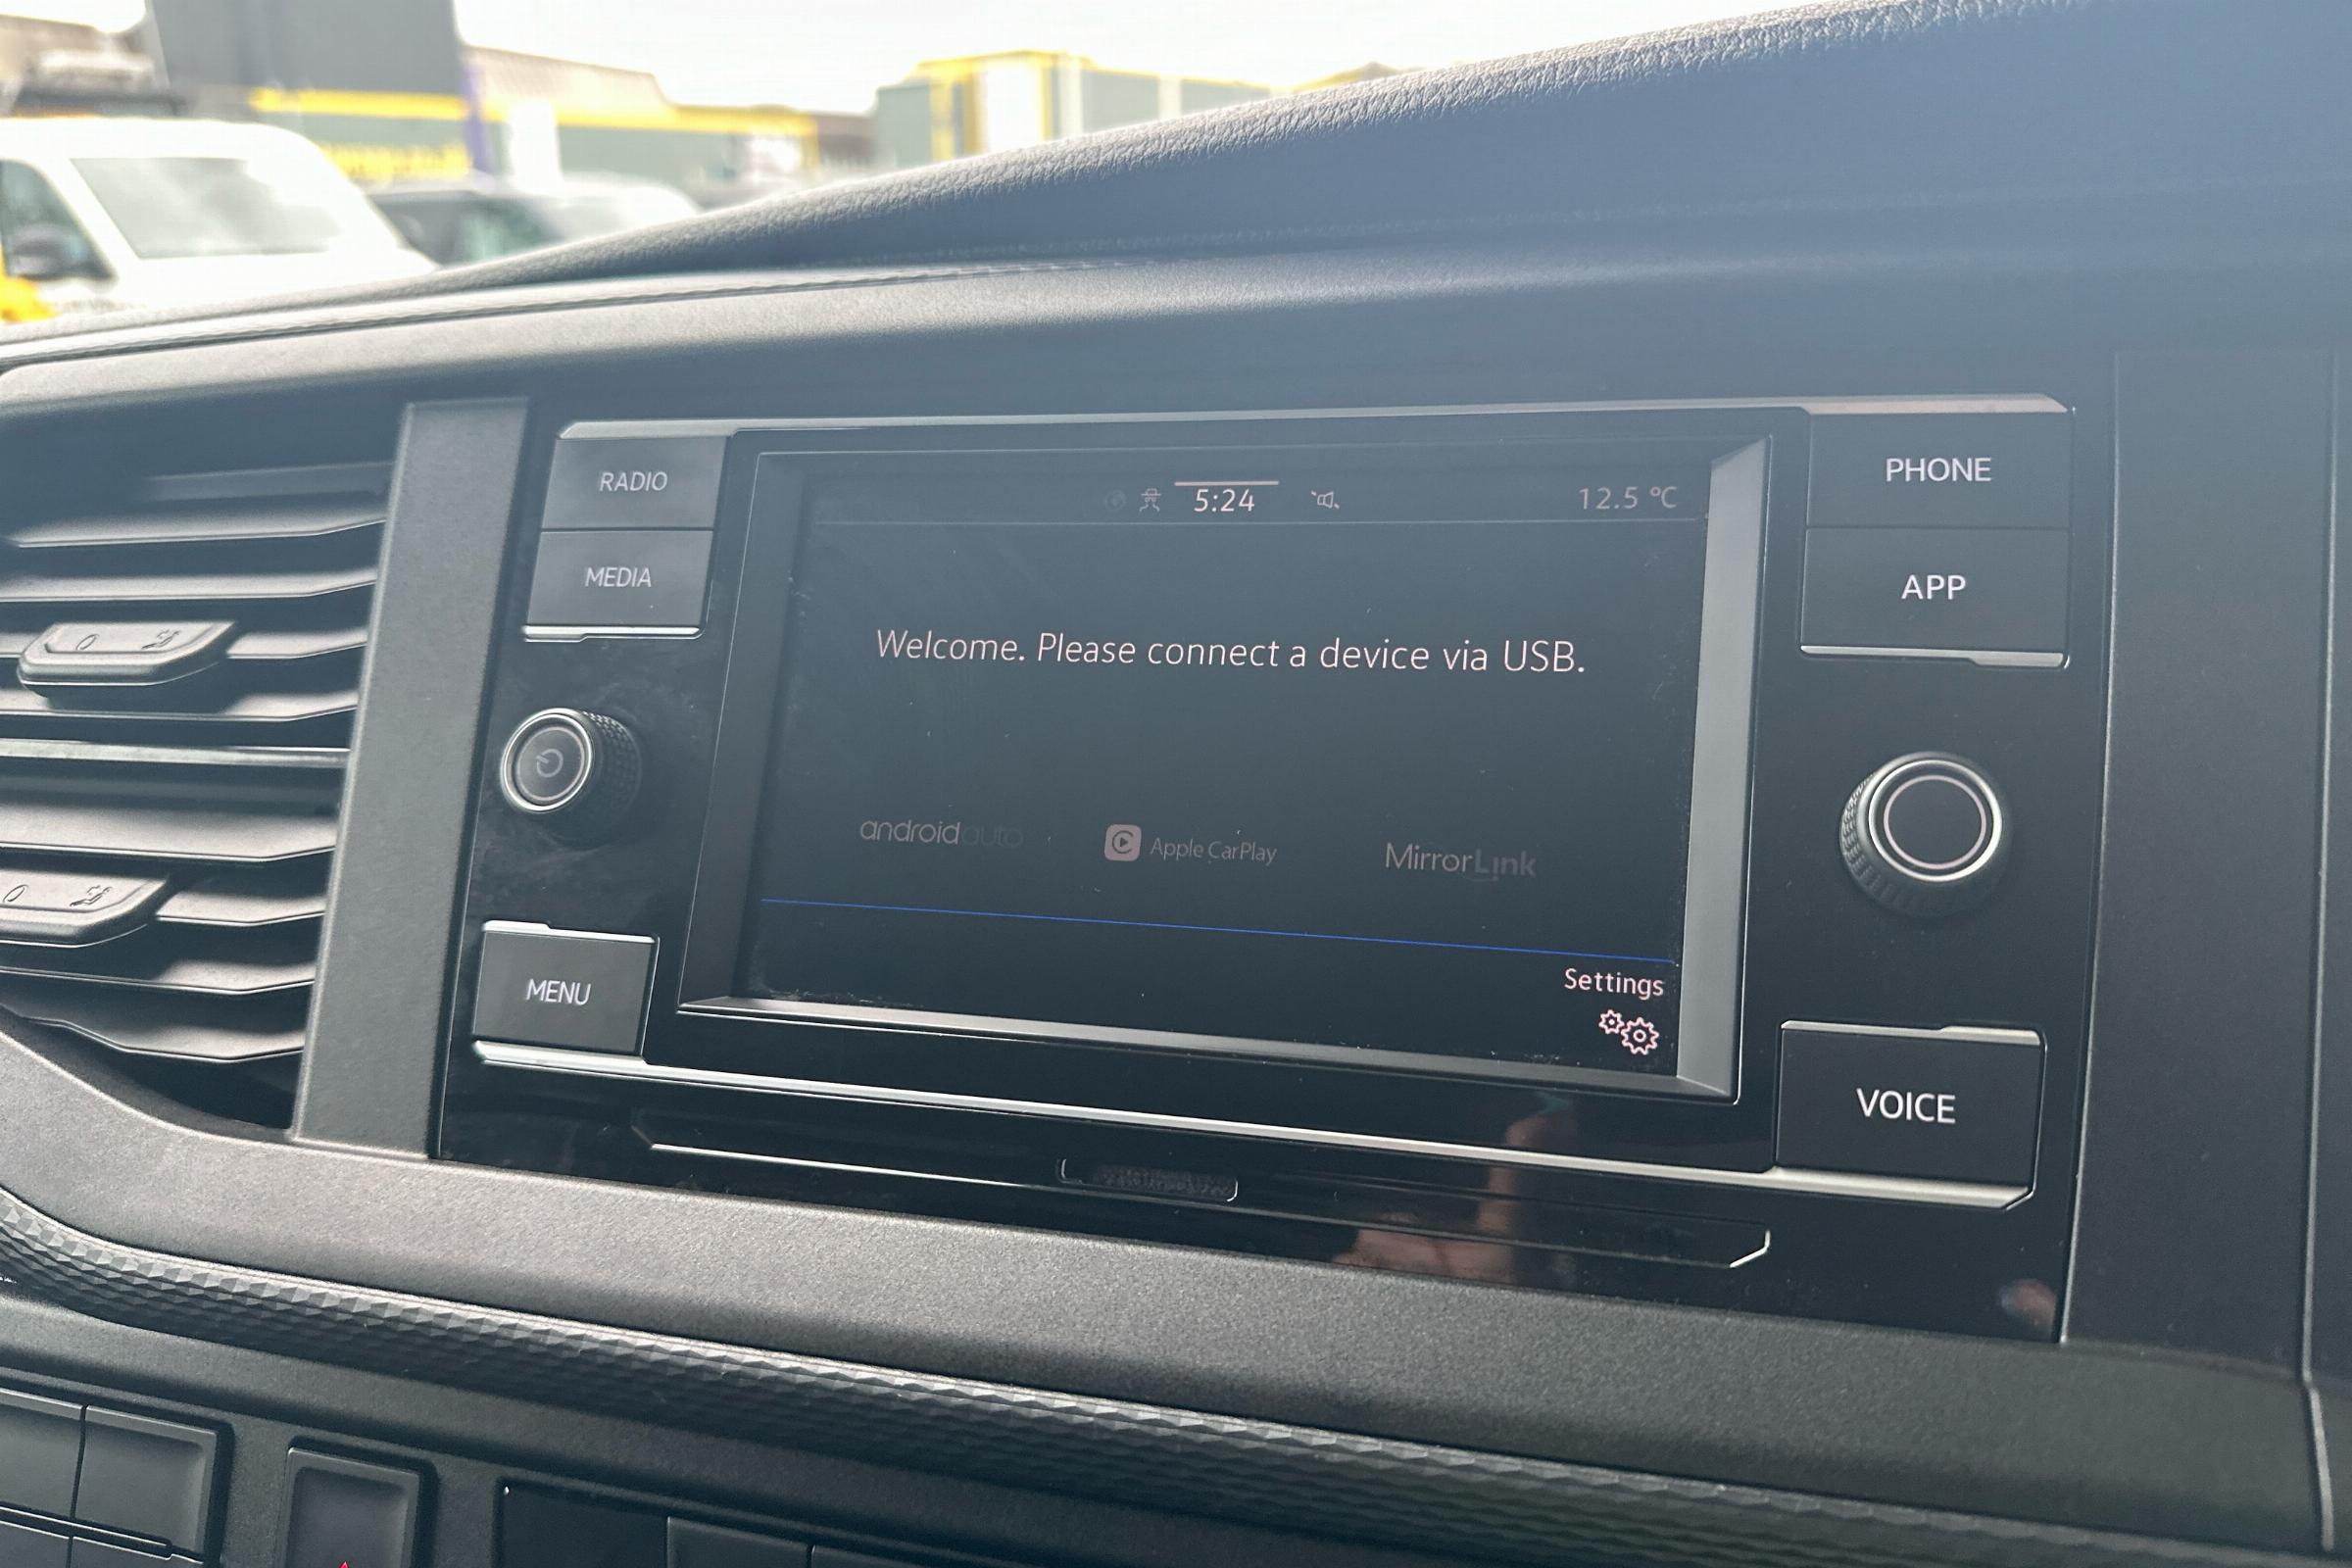 RADIO
MEDIA
MENU
5:24
12.5 °C
Welcome. Please connect a device via USB.
androidauto
Apple CarPlay
MirrorLink
Settings
PHONE
APP
VOICE